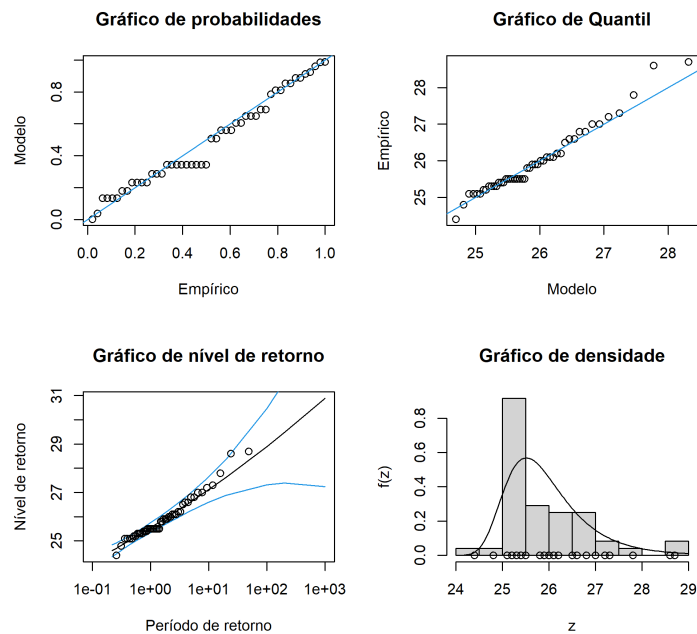 Gráfico de probabilidades
Modelo
0.0 0.4 0.8
0.0 0.2 0.4 0.6 0.8 1.0
Empírico
Gráfico de Quantil
Empírico
25 26 27 28
25 26 27 28
Modelo
Gráfico de nível de retorno
Nível de retorno
25 27 29 31
1e-01 1e+00 1e+01 1e+02 1e+03
Período de retorno
Gráfico de densidade
f(z)
0.0 0.2 0.4 0.6 0.8
24 25 26 27 28 29
z